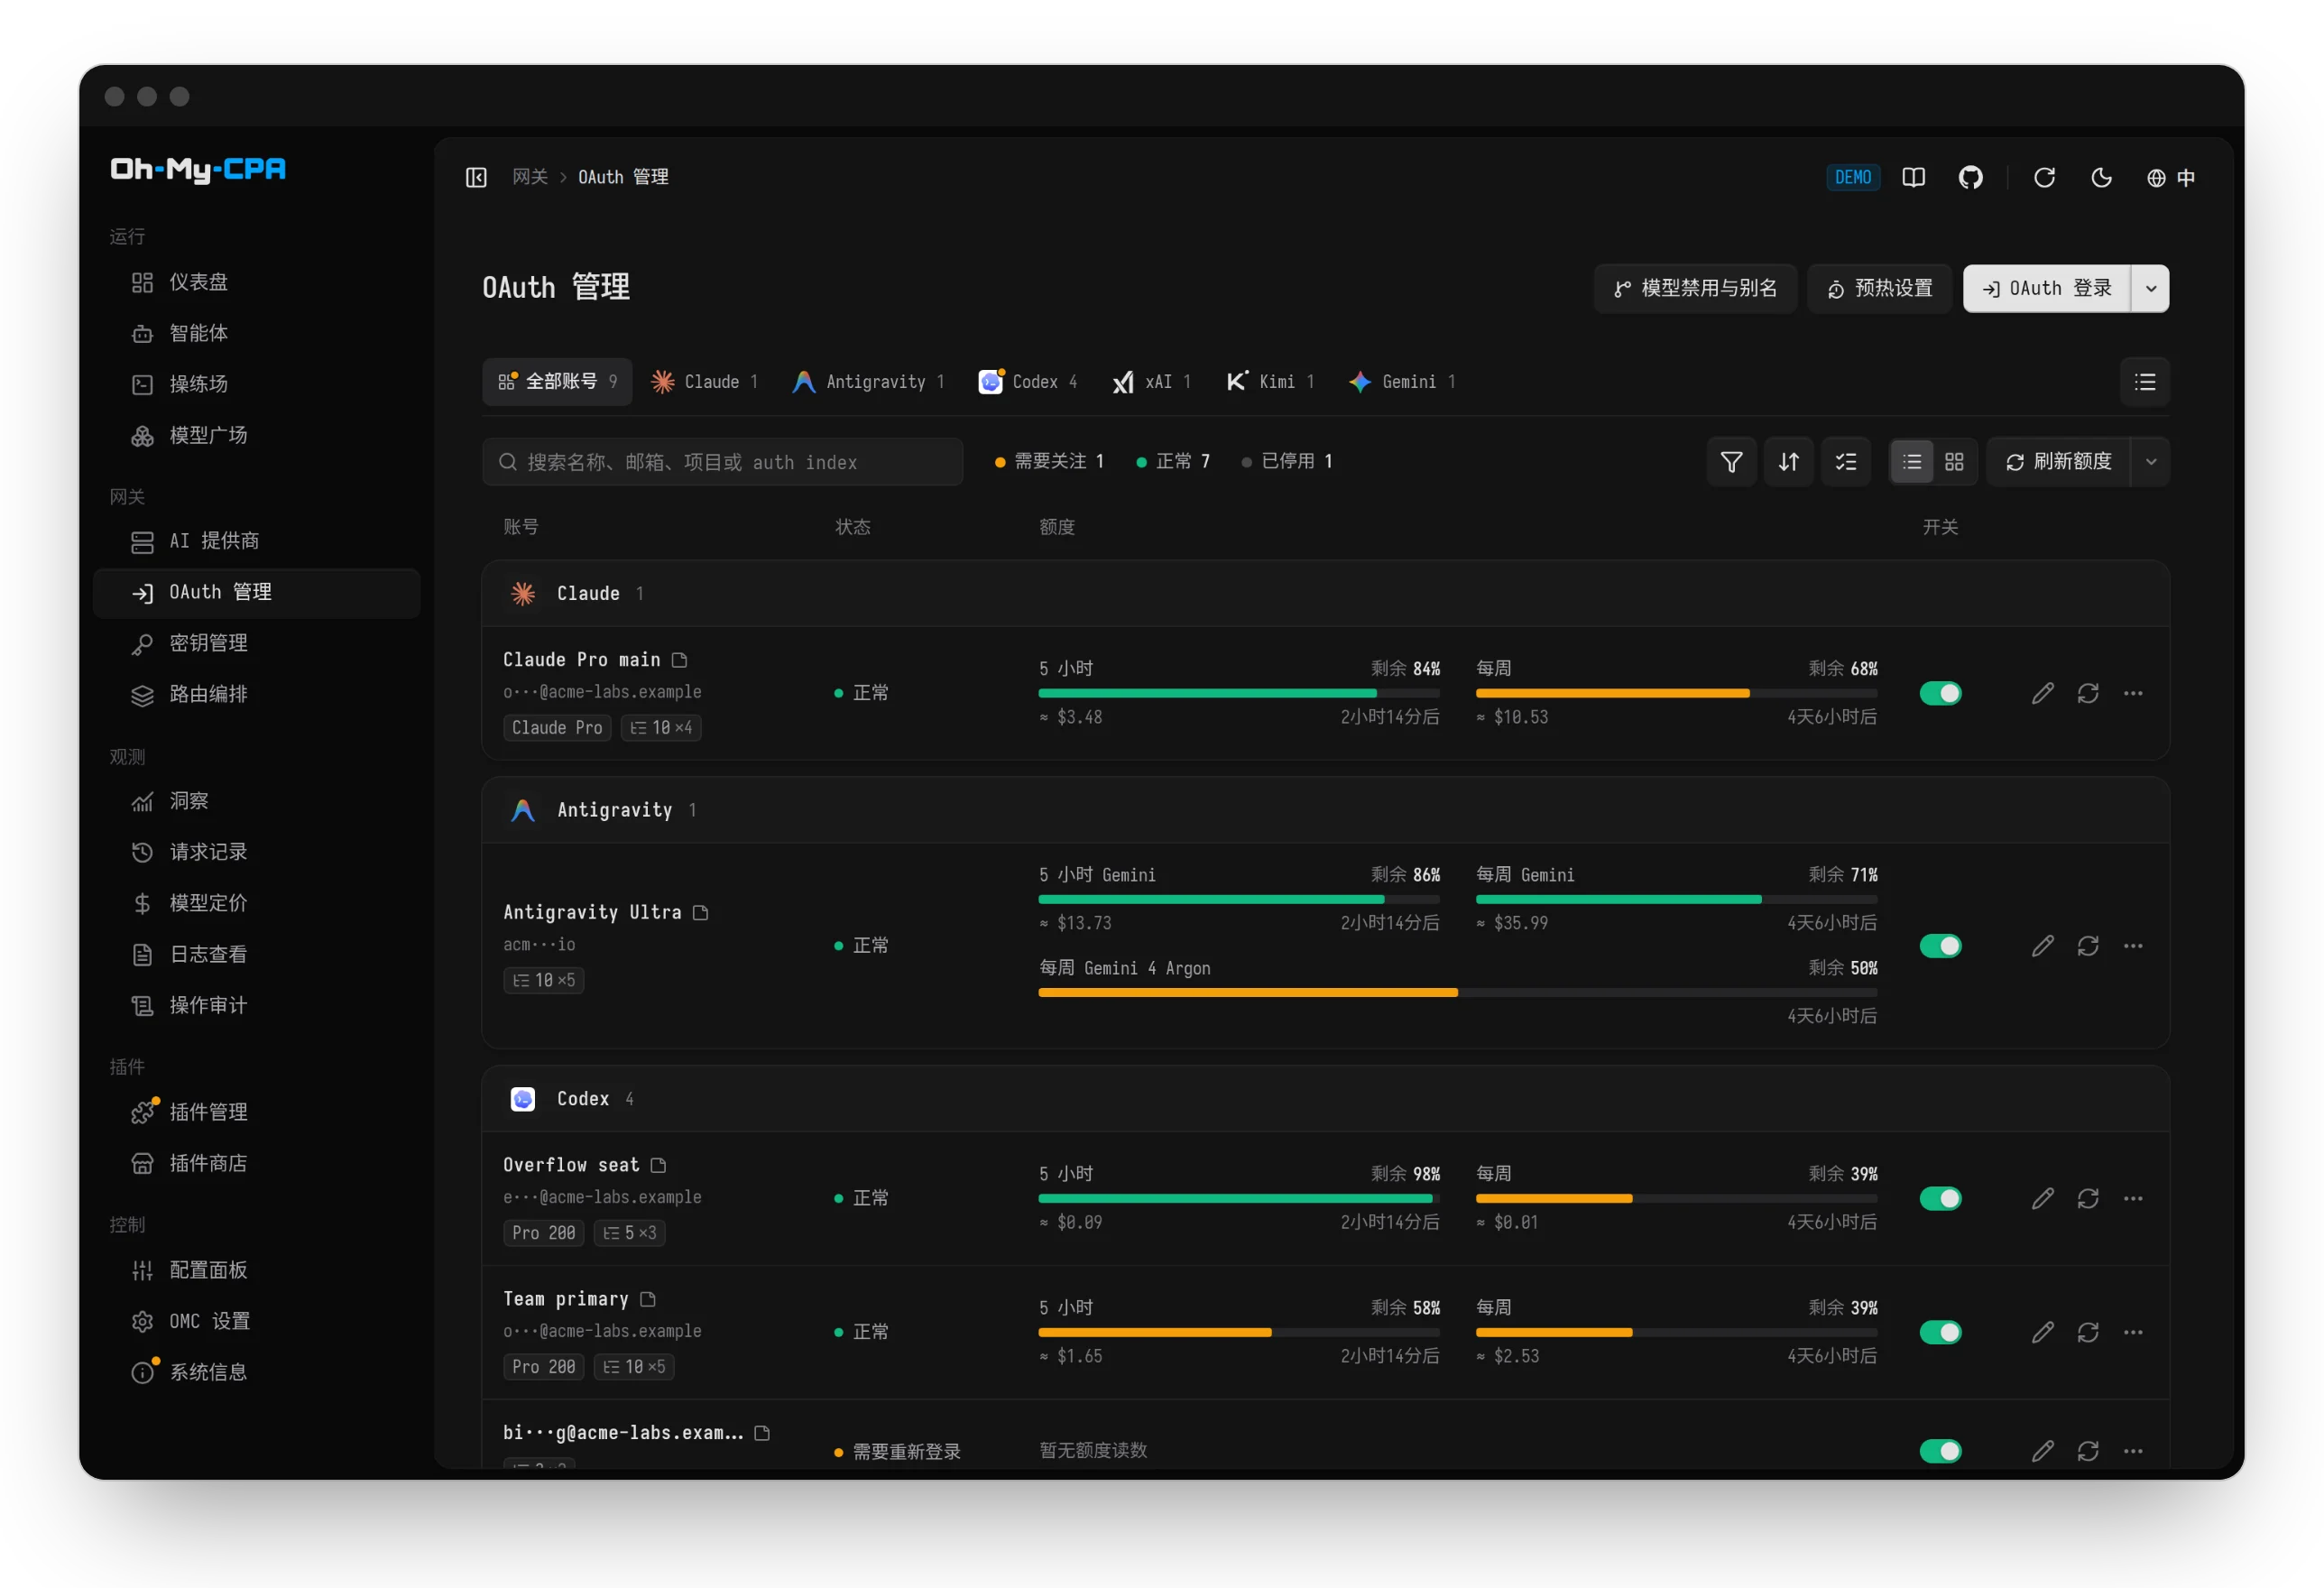 Oh-My-CPA
运行
仪表盘
智能体
操练场
模型广场
网关
AI 提供商
OAuth 管理
密钥管理
路由编排
观测
洞察
请求记录
模型定价
日志查看
操作审计
插件
插件管理
插件商店
控制
配置面板
OMC 设置
系统信息
网关 > OAuth 管理
DEMO
中
OAuth 管理
模型禁用与别名
预热设置
OAuth 登录
全部账号 9
Claude 1
Antigravity 1
Codex 4
xAI 1
Kimi 1
Gemini 1
搜索名称、邮箱、项目或 auth index
需要关注 1
正常 7
已停用 1
刷新额度
账号 状态 额度 开关
Claude 1
Claude Pro main
o···@acme-labs.example
Claude Pro 10 ×4
正常
5 小时 剩余 84%
≈ $3.48 2小时14分后
每周 剩余 68%
≈ $10.53 4天6小时后
Antigravity 1
Antigravity Ultra
acm···io
10 ×5
正常
5 小时 Gemini 剩余 86%
≈ $13.73 2小时14分后
每周 Gemini 剩余 71%
≈ $35.99 4天6小时后
每周 Gemini 4 Argon 剩余 50%
4天6小时后
Codex 4
Overflow seat
e···@acme-labs.example
Pro 200 5 ×3
正常
5 小时 剩余 98%
≈ $0.09 2小时14分后
每周 剩余 39%
≈ $0.01 4天6小时后
Team primary
o···@acme-labs.example
Pro 200 10 ×5
正常
5 小时 剩余 58%
≈ $1.65 2小时14分后
每周 剩余 39%
≈ $2.53 4天6小时后
bi···g@acme-labs.exam...
需要重新登录
暂无额度读数